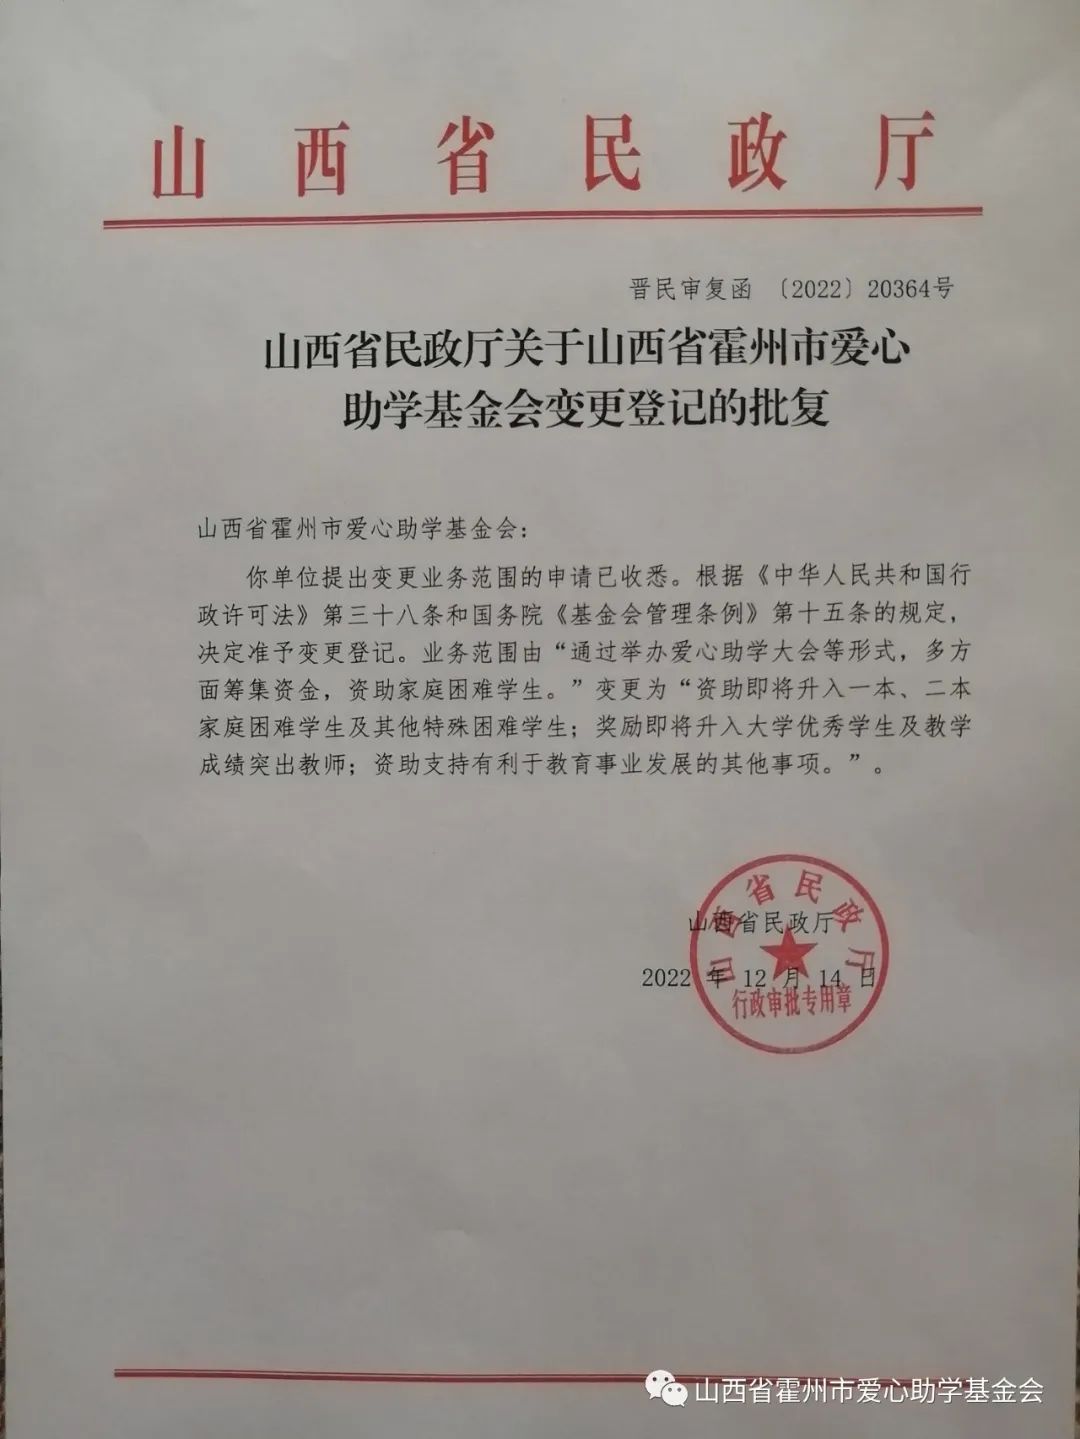 山西省民政厅
晋民审复函 〔2022〕20364号
山西省民政厅关于山西省霍州市爱心
助学基金会变更登记的批复
山西省霍州市爱心助学基金会：
你单位提出变更业务范围的申请已收悉。根据《中华人民共和国行
政许可法》第三十八条和国务院《基金会管理条例》第十五条的规定，
决定准予变更登记。业务范围由“通过举办爱心助学大会等形式，多方
面筹集资金，资助家庭困难学生。”变更为“资助即将升入一本、二本
家庭困难学生及其他特殊困难学生；奖励即将升入大学优秀学生及教学
成绩突出教师；资助支持有利于教育事业发展的其他事项。”。
山西省民政厅
2022 年 12 月 14 日
山西省民政厅
行政审批专用章
山西省霍州市爱心助学基金会